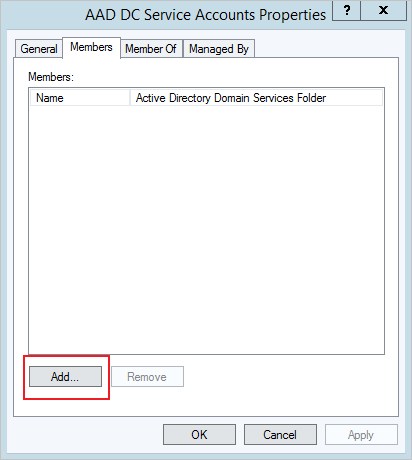 AAD DC Service Accounts Properties ? x
General Members Member Of Managed By
Members:
Name Active Directory Domain Services Folder
Add... Remove
OK Cancel Apply